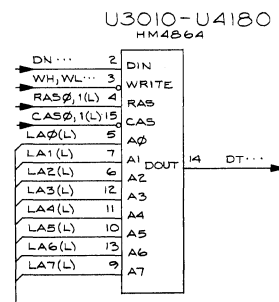 U3010-U4180
HM4864
DN··· 2 DIN
WH, WL··· 3 WRITE
RASØ,1(L) 4 RAS
CASØ,1(L) 15 CAS
LAØ(L) 5 AØ
LA1(L) 7 A1 DOUT 14 DT···
LA2(L) 6 A2
LA3(L) 12 A3
LA4(L) 11 A4
LA5(L) 10 A5
LA6(L) 13 A6
LA7(L) 9 A7